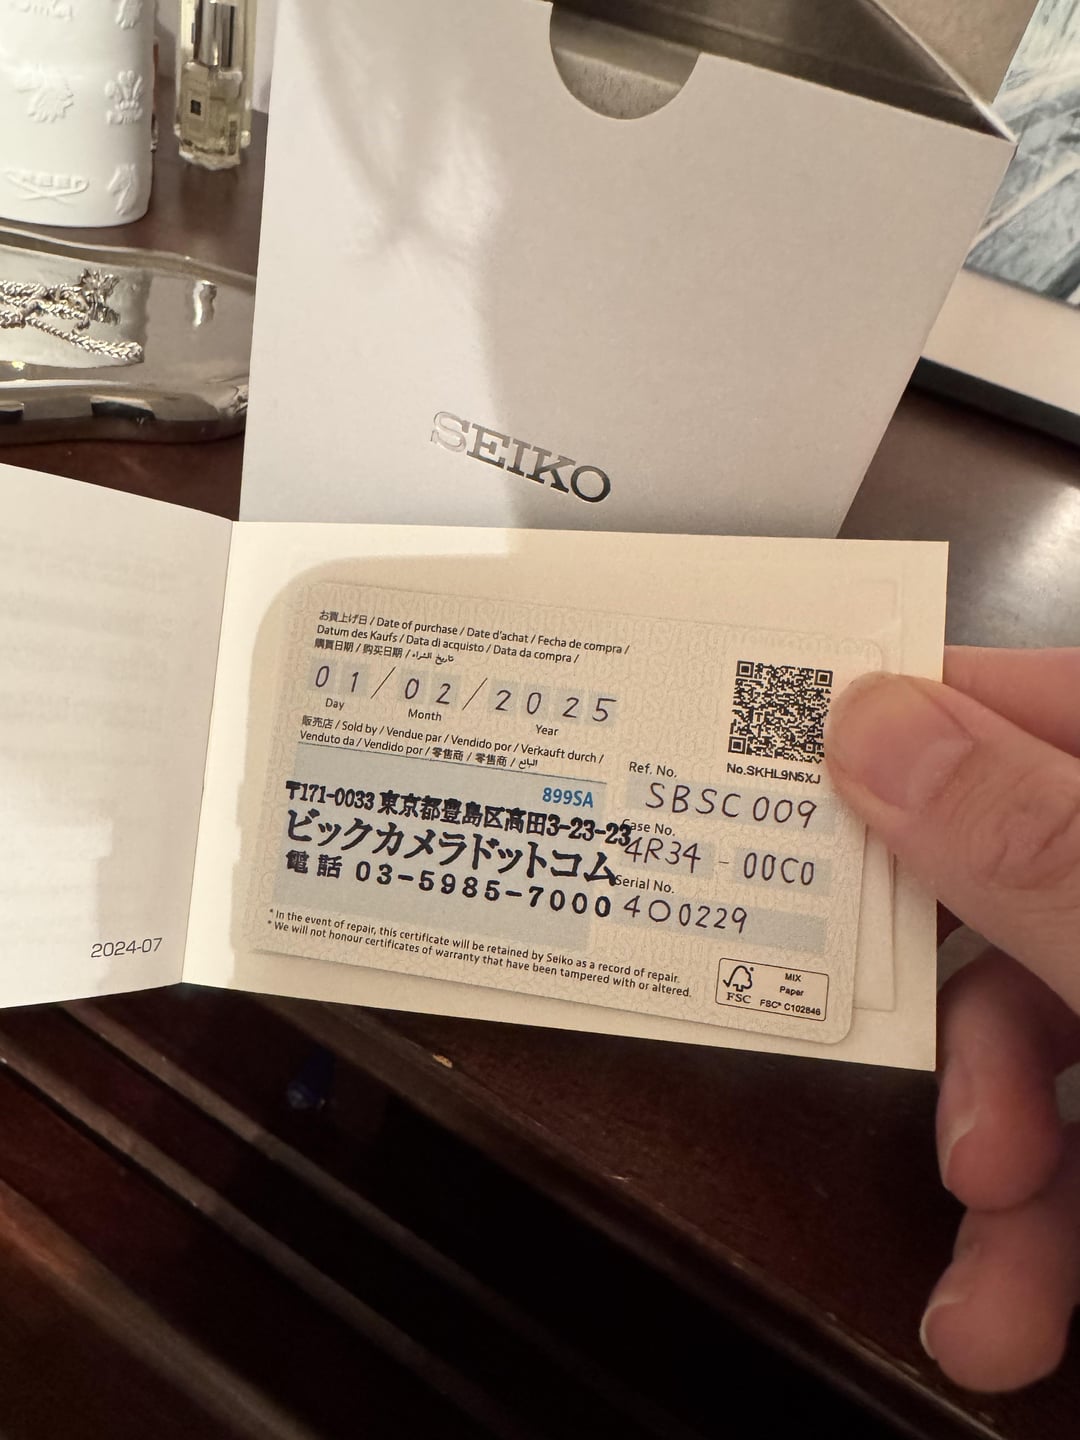 SEIKO
お買上げ日 / Date of purchase / Date d'achat / Fecha de compra /
Datum des Kaufs / Data di acquisto / Data da compra /
購買日期 / 购买日期 / تاريخ الشراء
01/02/2025
Day Month Year
販売店 / Sold by / Vendue par / Vendido por / Verkauft durch /
Venduto da / Vendido por / 零售商 / 零售商 / البائع
899SA
〒171-0033 東京都豊島区高田3-23-23
ビックカメラドットコム
電話 03-5985-7000
No.SKHL9N5XJ
Ref. No.
SBSC009
Case No.
4R34-00C0
Serial No.
400229
* In the event of repair, this certificate will be retained by Seiko as a record of repair.
* We will not honour certificates of warranty that have been tampered with or altered.
FSC
MIX
Paper
FSC® C102846
2024-07